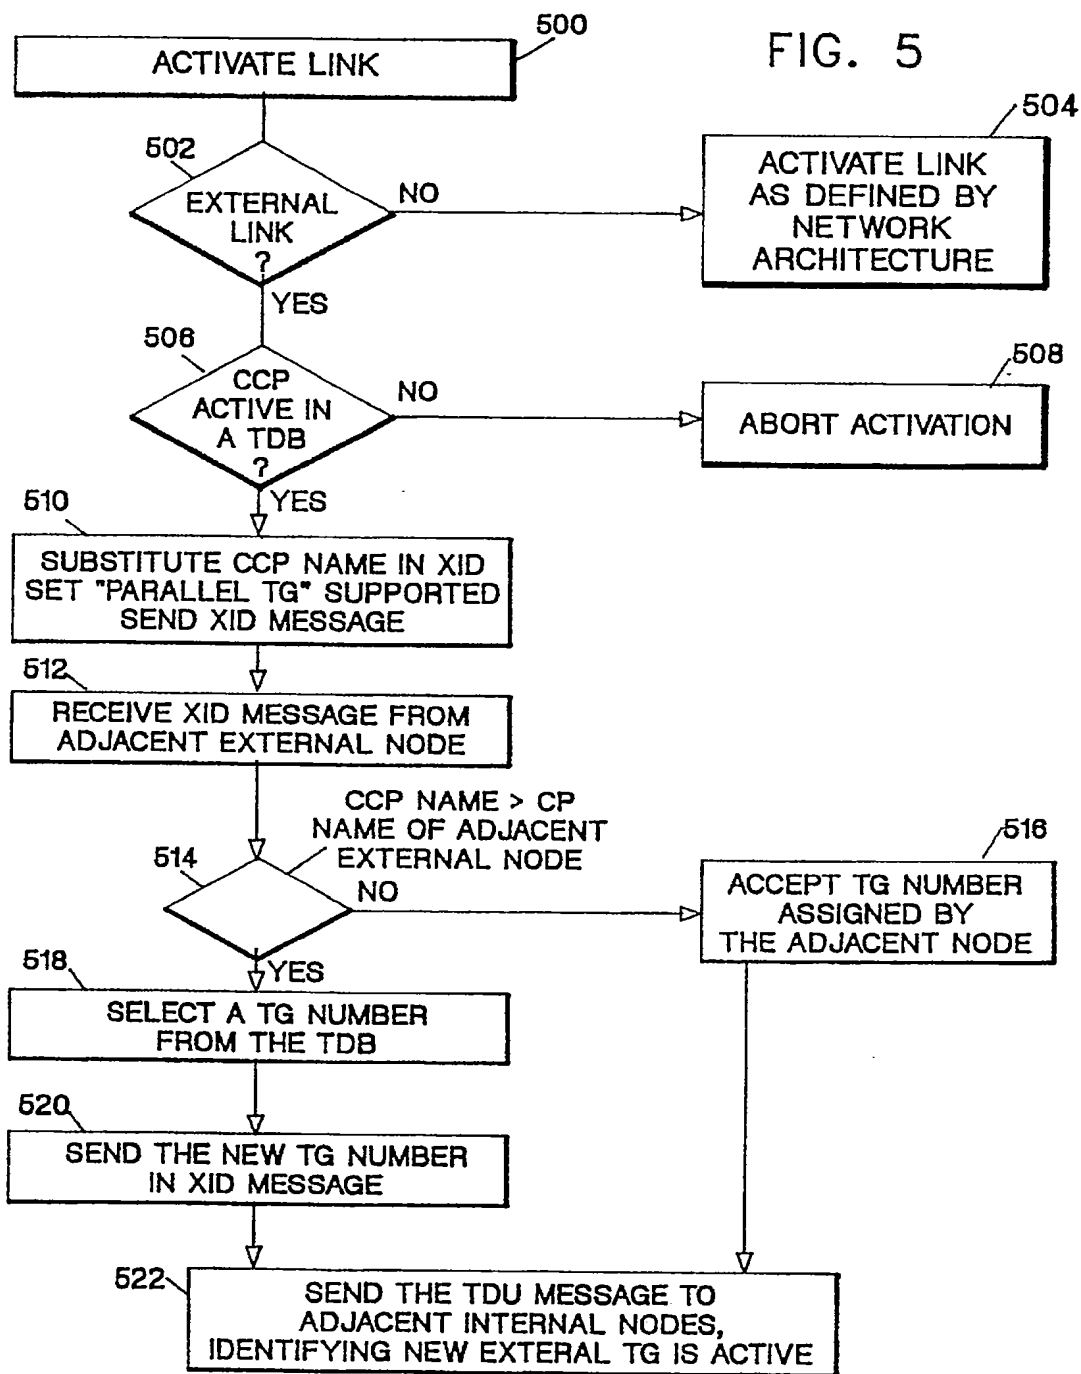 FIG. 5
500
ACTIVATE LINK
502
EXTERNAL
LINK
?
NO
YES
504
ACTIVATE LINK
AS DEFINED BY
NETWORK
ARCHITECTURE
506
CCP
ACTIVE IN
A TDB
?
NO
YES
508
ABORT ACTIVATION
510
SUBSTITUTE CCP NAME IN XID
SET "PARALLEL TG" SUPPORTED
SEND XID MESSAGE
512
RECEIVE XID MESSAGE FROM
ADJACENT EXTERNAL NODE
CCP NAME > CP
NAME OF ADJACENT
EXTERNAL NODE
514
NO
YES
516
ACCEPT TG NUMBER
ASSIGNED BY
THE ADJACENT NODE
518
SELECT A TG NUMBER
FROM THE TDB
520
SEND THE NEW TG NUMBER
IN XID MESSAGE
522
SEND THE TDU MESSAGE TO
ADJACENT INTERNAL NODES,
IDENTIFYING NEW EXTERAL TG IS ACTIVE